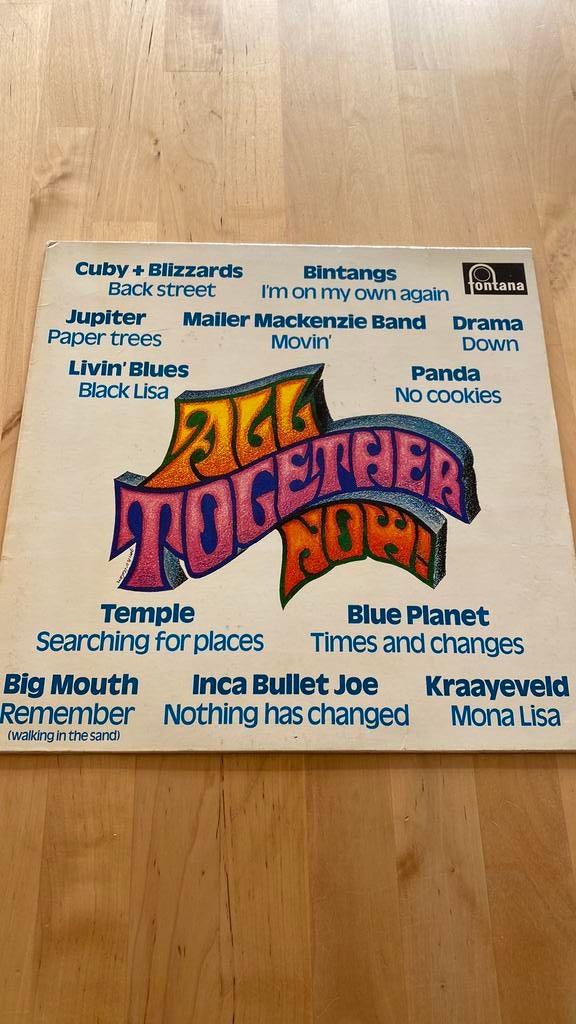 Cuby + Blizzards Bintangs fontana
Back street I'm on my own again
Jupiter Mailer Mackenzie Band Drama
Paper trees Movin' Down
Livin' Blues Panda
Black Lisa No cookies
ALL
TOGETHER
NOW!
Temple Blue Planet
Searching for places Times and changes
Big Mouth Inca Bullet Joe Kraayeveld
Remember Nothing has changed Mona Lisa
(walking in the sand)